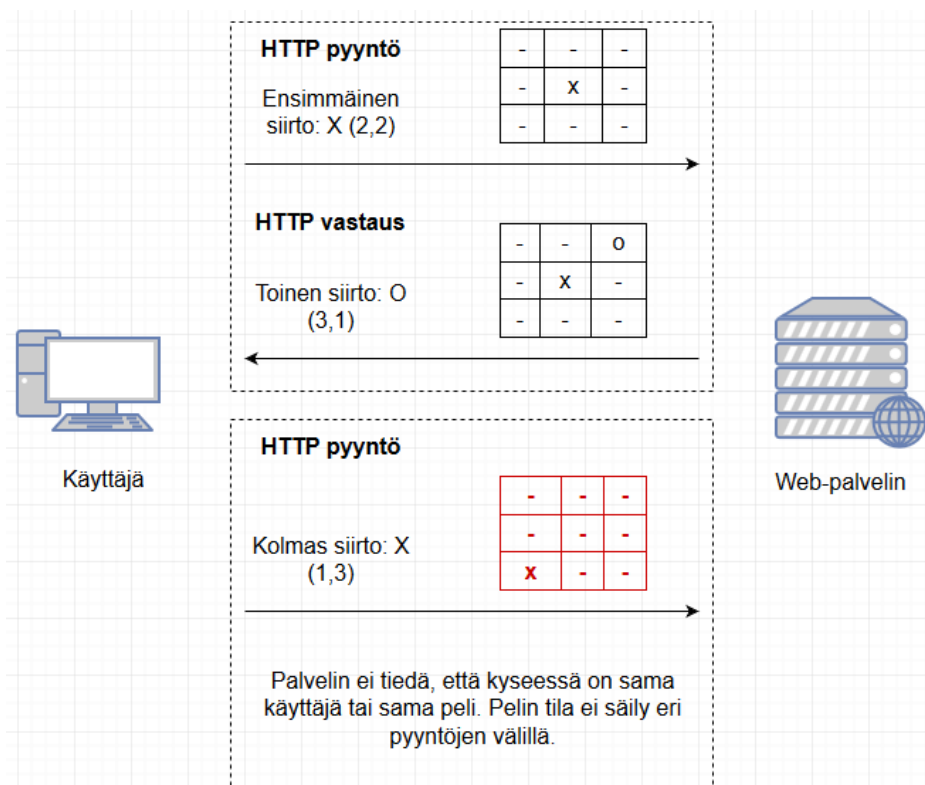 HTTP pyyntö
Ensimmäinen
siirto: X (2,2)
- - -
- x -
- - -
HTTP vastaus
Toinen siirto: O
(3,1)
- - o
- x -
- - -
Käyttäjä
Web-palvelin
HTTP pyyntö
Kolmas siirto: X
(1,3)
- - -
- - -
x - -
Palvelin ei tiedä, että kyseessä on sama
käyttäjä tai sama peli. Pelin tila ei säily eri
pyyntöjen välillä.